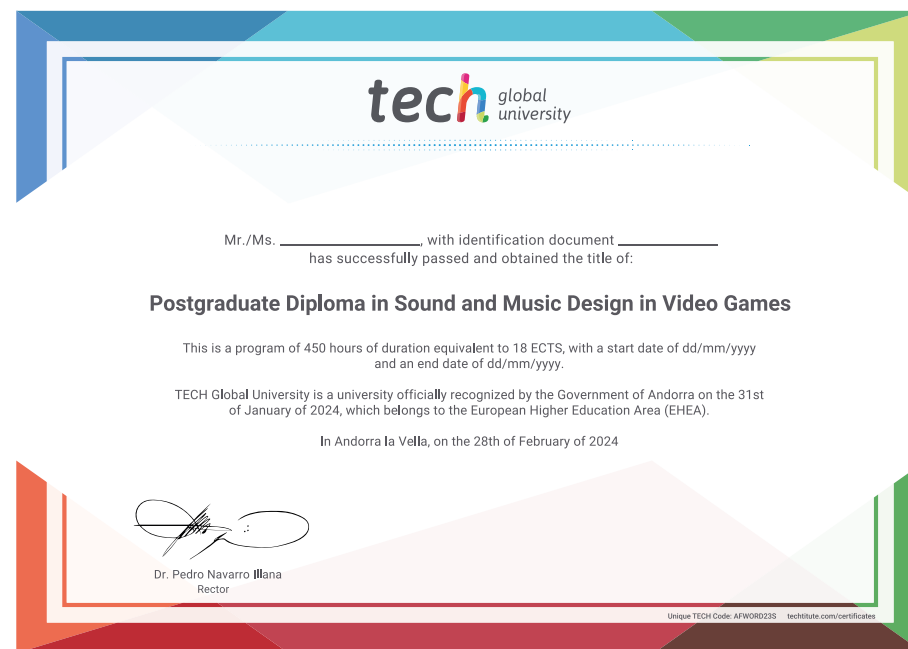 tech global
university
Mr./Ms. ____________________, with identification document ______________
has successfully passed and obtained the title of:
Postgraduate Diploma in Sound and Music Design in Video Games
This is a program of 450 hours of duration equivalent to 18 ECTS, with a start date of dd/mm/yyyy
and an end date of dd/mm/yyyy.
TECH Global University is a university officially recognized by the Government of Andorra on the 31st
of January of 2024, which belongs to the European Higher Education Area (EHEA).
In Andorra la Vella, on the 28th of February of 2024
Dr. Pedro Navarro Illana
Rector
Unique TECH Code: AFWORD23S techtitute.com/certificates